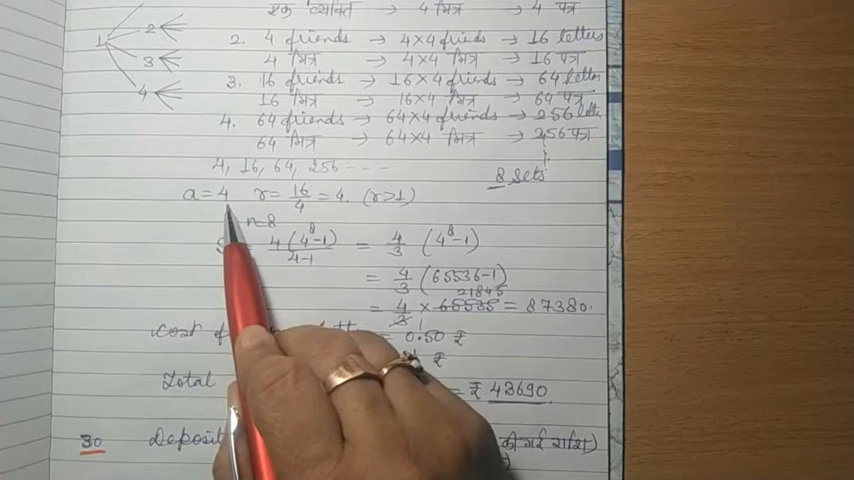 एक व्यक्ति → 4 मित्र → 4 पत्र
1 2 3 4
2. 4 friends → 4×4 friends → 16 letters
4 मित्र → 4×4 मित्र → 16 पत्र
3. 16 friends → 16×4 friends → 64 letter
16 मित्र → 16×4 मित्र → 64 पत्र
4. 64 friends → 64×4 friends → 256 lette
64 मित्र → 64×4 मित्र → 256 पत्र
4, 16, 64, 256 ----
8 sets
a = 4 r = 16/4 = 4. (r>1)
n=8
S = 4(4^8-1)/4-1 = 4/3 (4^8-1)
= 4/3 (65536-1)
21845
= 4/3 × 65535 = 87380.
1
Cost of = 0.50 ₹
₹
Total = ₹ 43690
30 Deposit की गई राशि)